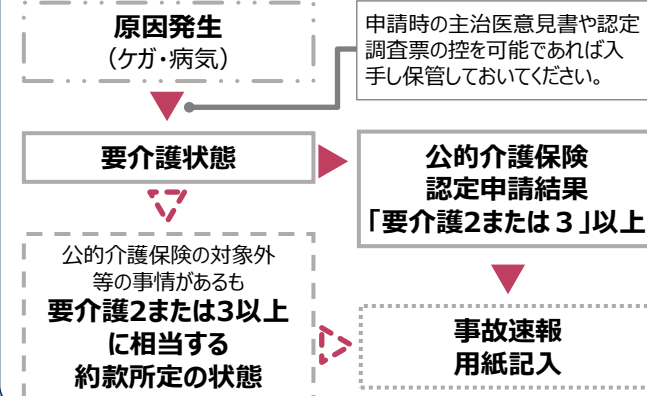 原因発生
（ケガ・病気）
申請時の主治医意見書や認定
調査票の控を可能であれば入
手し保管しておいてください。
要介護状態
公的介護保険
認定申請結果
「要介護2または３」以上
公的介護保険の対象外
等の事情があるも
要介護2または3以上
に相当する
約款所定の状態
事故速報
用紙記入